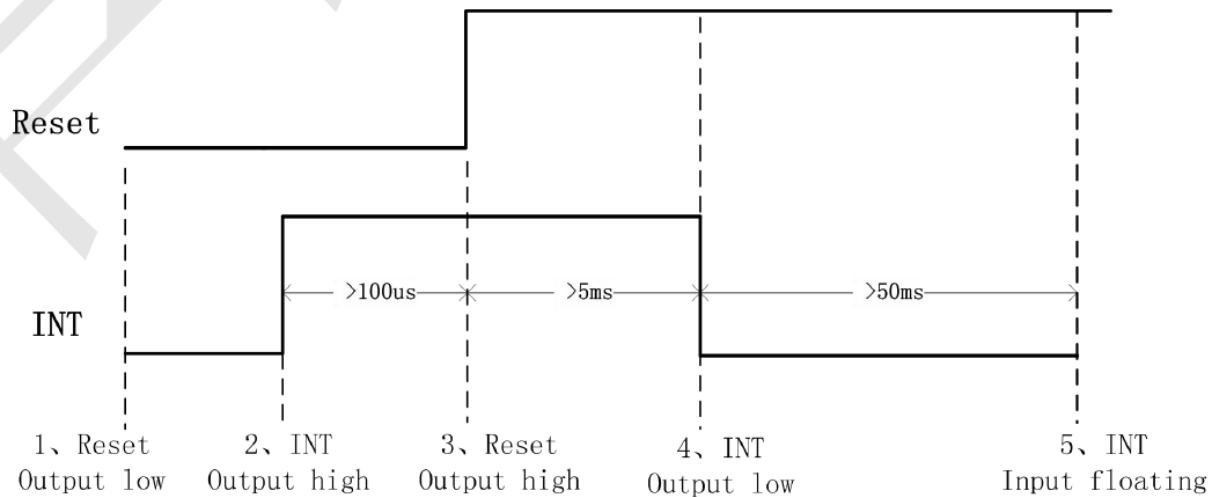 Reset
>100us
>5ms
>50ms
INT
1、Reset
Output low
2、INT
Output high
3、Reset
Output high
4、INT
Output low
5、INT
Input floating